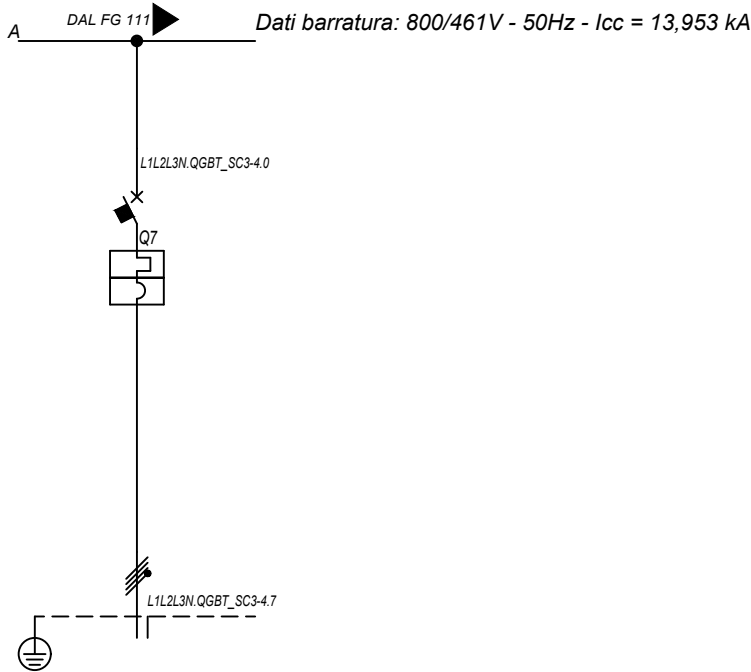 DAL FG 111
Dati barratura: 800/461V - 50Hz - Icc = 13,953 kA
A
L1L2L3N.QGBT_SC3-4.0
Q7
L1L2L3N.QGBT_SC3-4.7